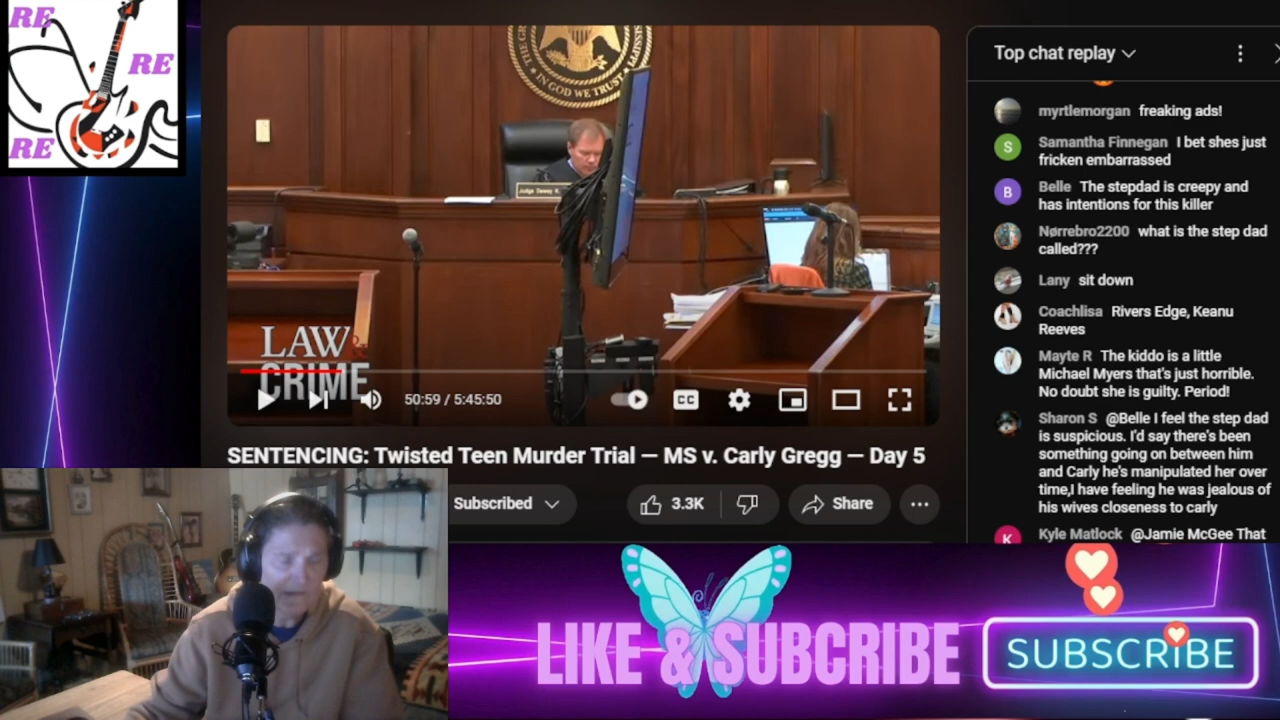 RE
RE
RE
IN GOD WE TRUST
Judge Dewey K.
LAW &
CRIME
50:59 / 5:45:50
CC
SENTENCING: Twisted Teen Murder Trial — MS v. Carly Gregg — Day 5
Subscribed
3.3K
Share
Top chat replay
myrtlemorgan freaking ads!
Samantha Finnegan I bet shes just
fricken embarrassed
Belle The stepdad is creepy and
has intentions for this killer
Nørrebro2200 what is the step dad
called???
Lany sit down
Coachlisa Rivers Edge, Keanu
Reeves
Mayte R The kiddo is a little
Michael Myers that's just horrible.
No doubt she is guilty. Period!
Sharon S @Belle I feel the step dad
is suspicious. I'd say there's been
something going on between him
and Carly he's manipulated her over
time,I have feeling he was jealous of
his wives closeness to carly
Kyle Matlock @Jamie McGee That
S
B
K
LIKE & SUBCRIBE
SUBSCRIBE